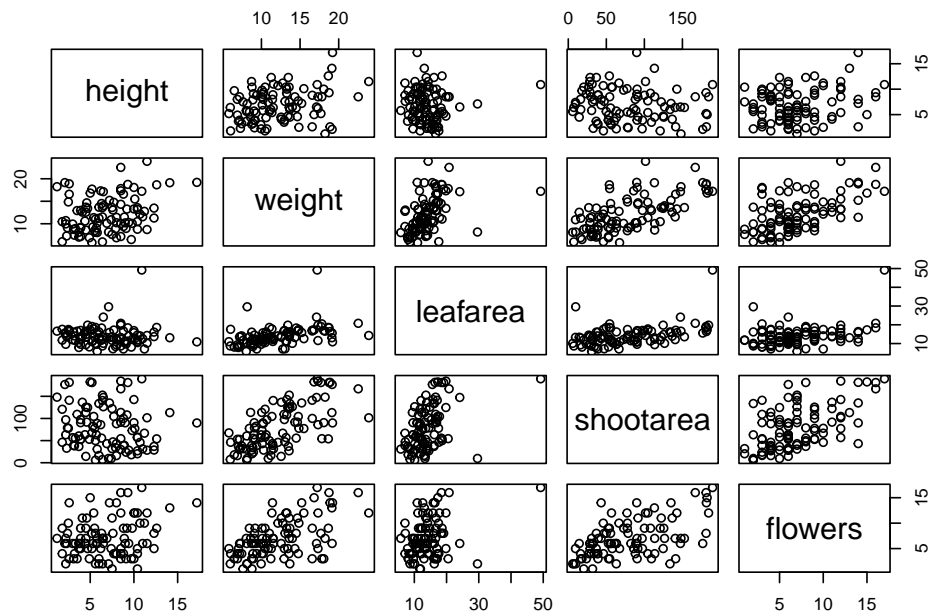 10 15 20 0 50 150
height 5 15
10 20 weight
leafarea 10 30 50
0 100 shootarea
flowers 5 15
5 10 15 10 30 50 5 10 15